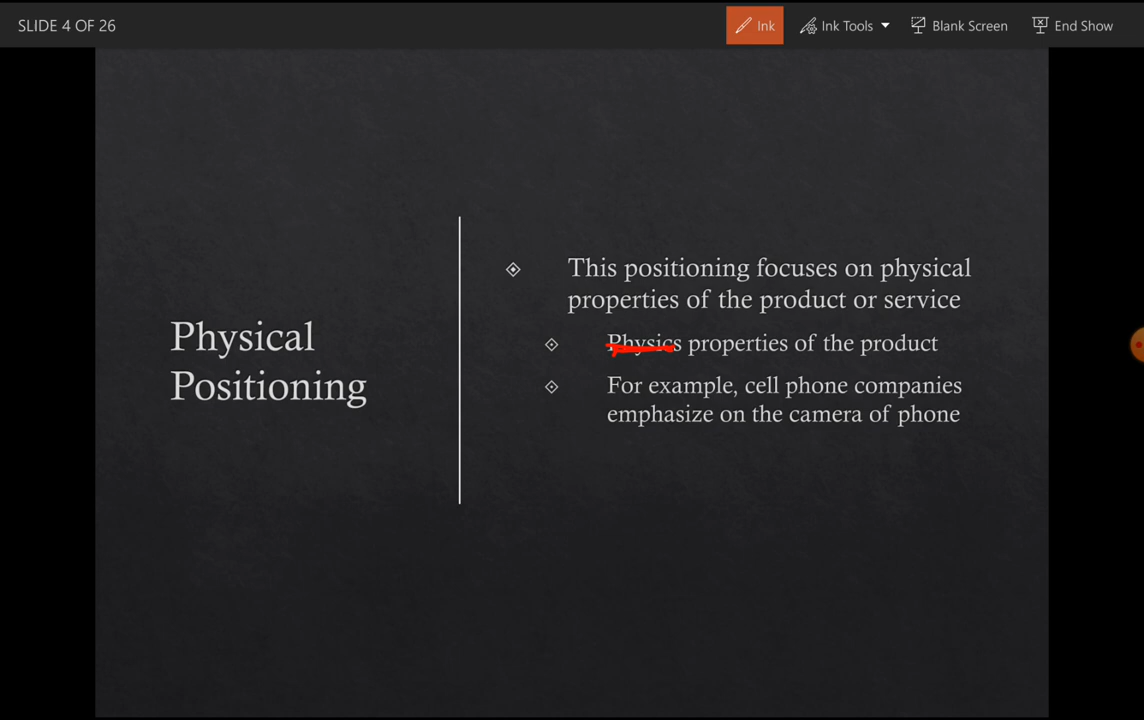 SLIDE 4 OF 26
Ink
Ink Tools
Blank Screen
End Show
Physical
Positioning
This positioning focuses on physical
properties of the product or service
Physics properties of the product
For example, cell phone companies
emphasize on the camera of phone